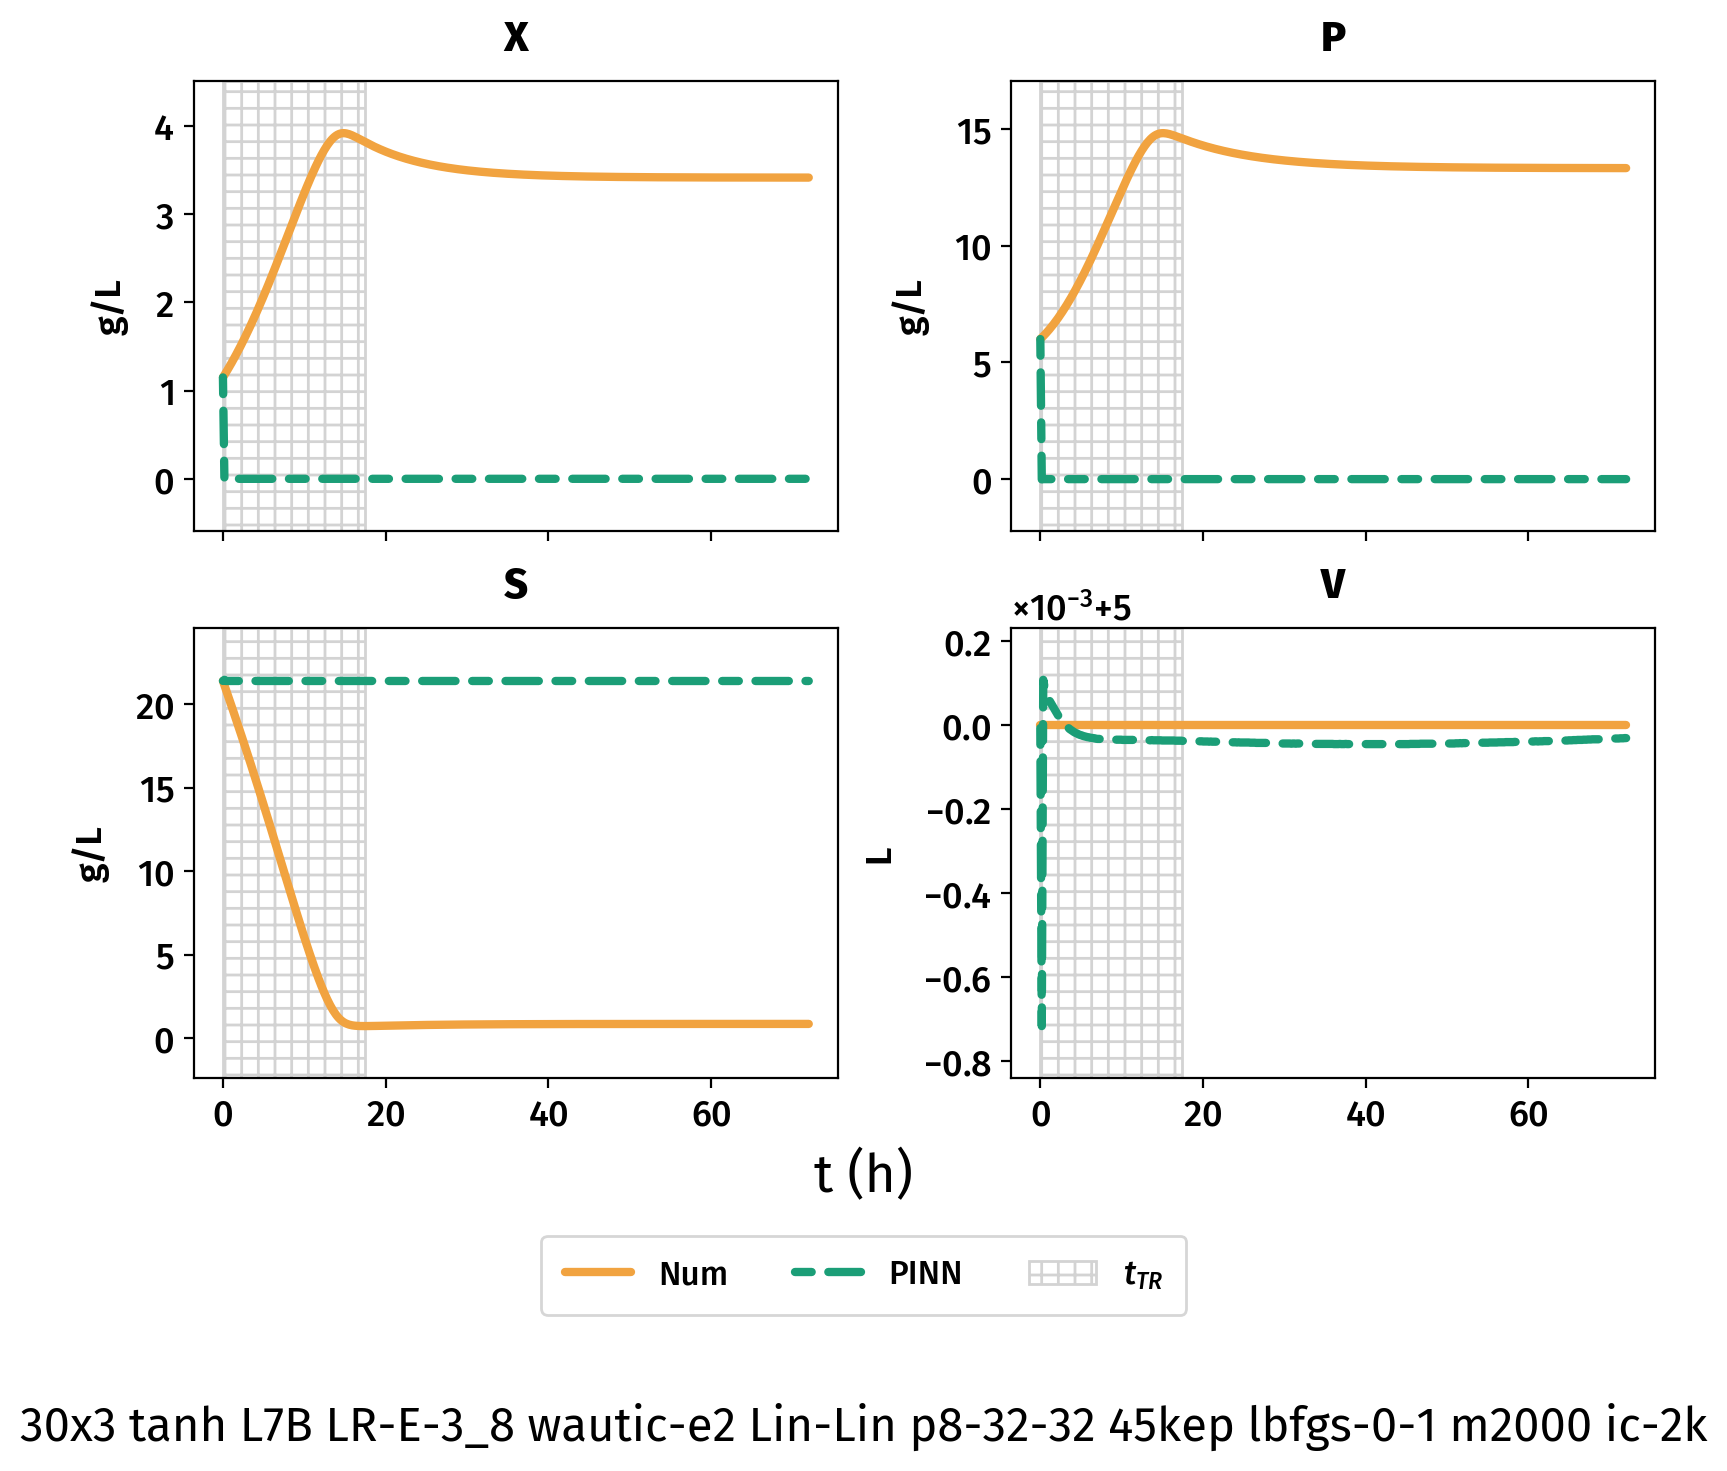 X
P
4
3
2
1
0
g/L
15
10
5
0
g/L
S
V
20
15
10
5
0
g/L
0 20 40 60
×10⁻³+5
0.2
0.0
−0.2
−0.4
−0.6
−0.8
L
0 20 40 60
t (h)
Num PINN t_TR
30x3 tanh L7B LR-E-3_8 wautic-e2 Lin-Lin p8-32-32 45kep lbfgs-0-1 m2000 ic-2k